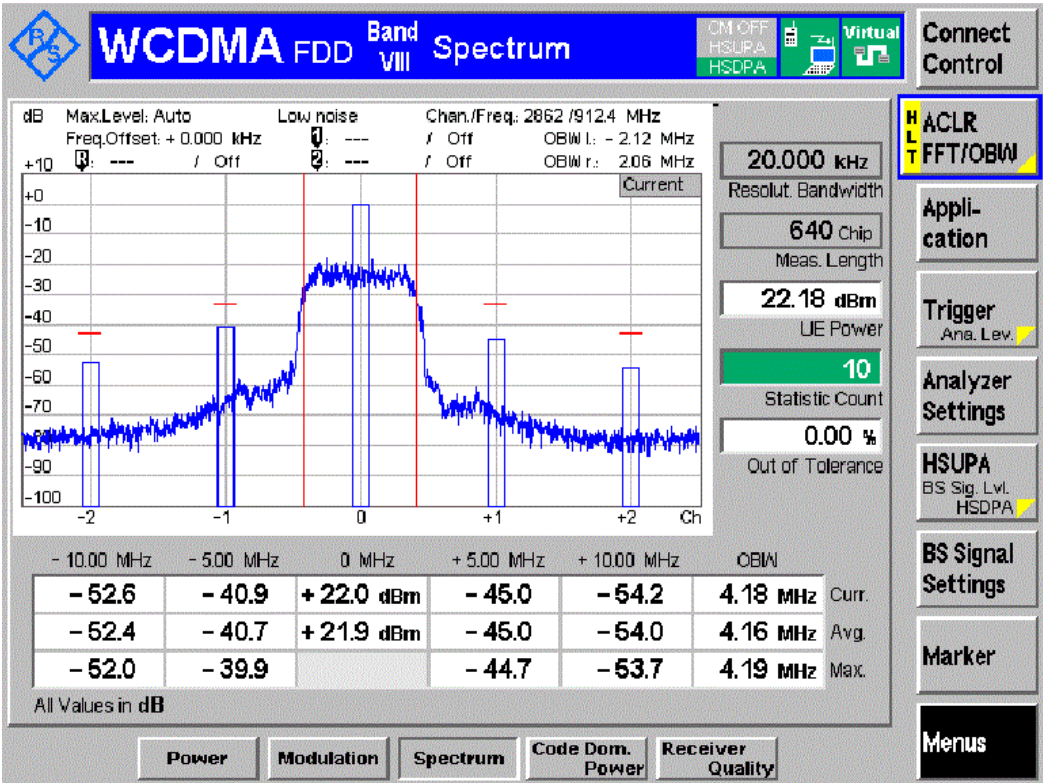 R&S
WCDMA FDD Band VIII Spectrum
CM OFF
HSUPA
HSDPA
Virtual
Connect Control
dB Max.Level: Auto Low noise Chan./Freq.: 2862 /912.4 MHz
Freq.Offset: + 0.000 kHz 1: --- / Off OBW l.: - 2.12 MHz
+10 R: --- / Off 2: --- / Off OBW r.: 2.06 MHz
Current
+0
-10
-20
-30
-40
-50
-60
-70
-80
-90
-100
-2 -1 0 +1 +2 Ch
20.000 kHz
Resolut. Bandwidth
640 Chip
Meas. Length
22.18 dBm
UE Power
10
Statistic Count
0.00 %
Out of Tolerance
- 10.00 MHz - 5.00 MHz 0 MHz + 5.00 MHz + 10.00 MHz OBW
- 52.6 - 40.9 + 22.0 dBm - 45.0 - 54.2 4.18 MHz Curr.
- 52.4 - 40.7 + 21.9 dBm - 45.0 - 54.0 4.16 MHz Avg.
- 52.0 - 39.9 - 44.7 - 53.7 4.19 MHz Max.
All Values in dB
HLT
ACLR
FFT/OBW
Appli-
cation
Trigger
Ana. Lev.
Analyzer
Settings
HSUPA
BS Sig. Lvl.
HSDPA
BS Signal
Settings
Marker
Menus
Power Modulation Spectrum Code Dom. Power Receiver Quality